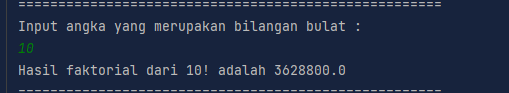 ====================================================
Input angka yang merupakan bilangan bulat :
10
Hasil faktorial dari 10! adalah 3628800.0
====================================================